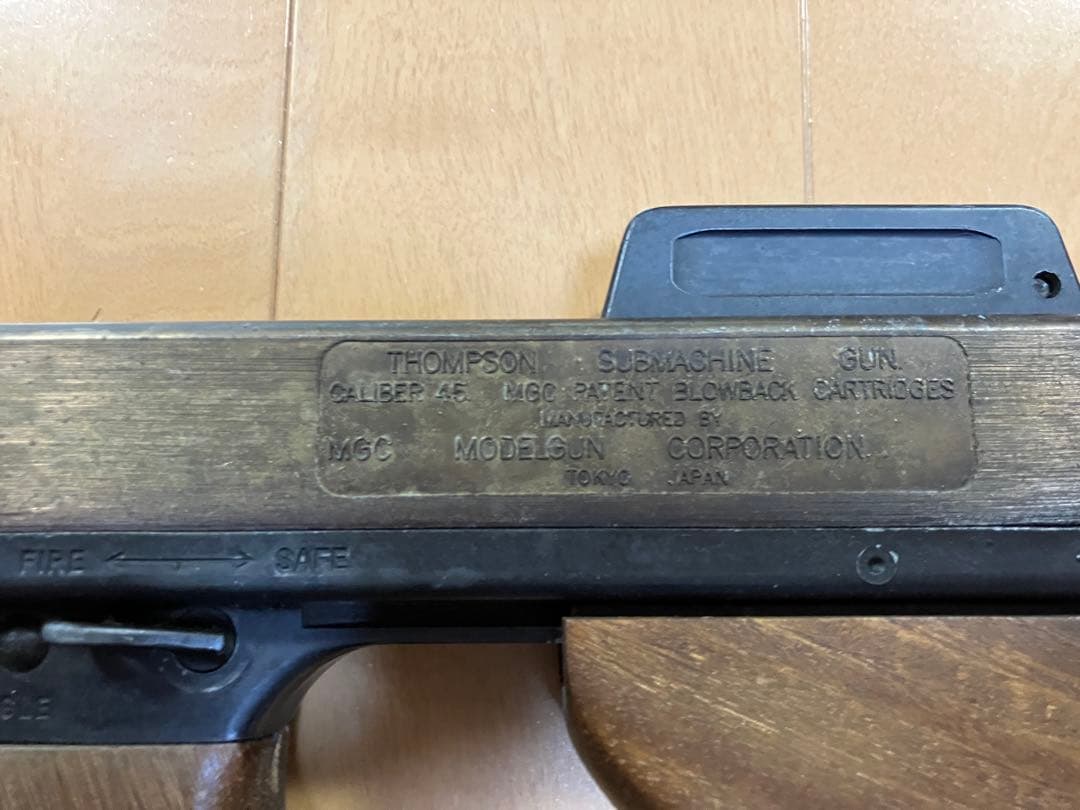 THOMPSON SUBMACHINE GUN.
CALIBER 45 MGC PATENT BLOWBACK CARTRIDGES
MANUFACTURED BY
MGC MODELGUN CORPORATION.
TOKYO JAPAN
FIRE ⟷ SAFE